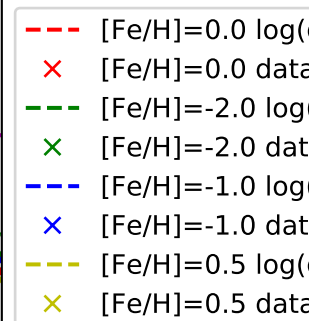 [Fe/H]=0.0 log(
[Fe/H]=0.0 data
[Fe/H]=-2.0 log(
[Fe/H]=-2.0 dat
[Fe/H]=-1.0 log(
[Fe/H]=-1.0 dat
[Fe/H]=0.5 log(
[Fe/H]=0.5 data